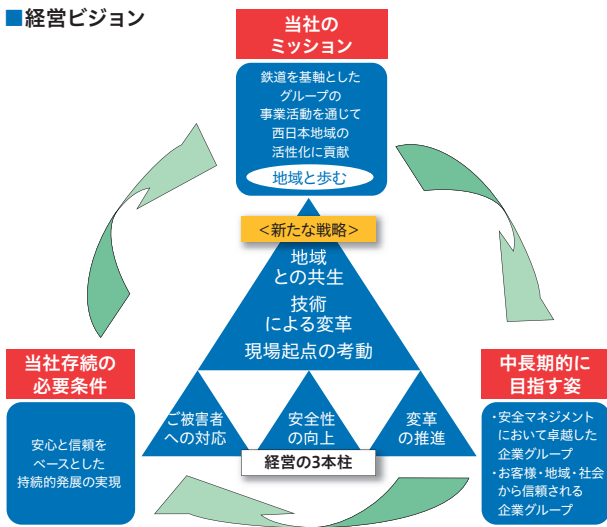 ■経営ビジョン
当社の
ミッション
鉄道を基軸とした
グループの
事業活動を通じて
西日本地域の
活性化に貢献
地域と歩む
＜新たな戦略＞
地域
との共生
技術
による変革
現場起点の考動
当社存続の
必要条件
安心と信頼を
ベースとした
持続的発展の実現
ご被害者
への対応
安全性
の向上
変革
の推進
経営の3本柱
中長期的に
目指す姿
・安全マネジメント
において卓越した
企業グループ
・お客様・地域・社会
から信頼される
企業グループ